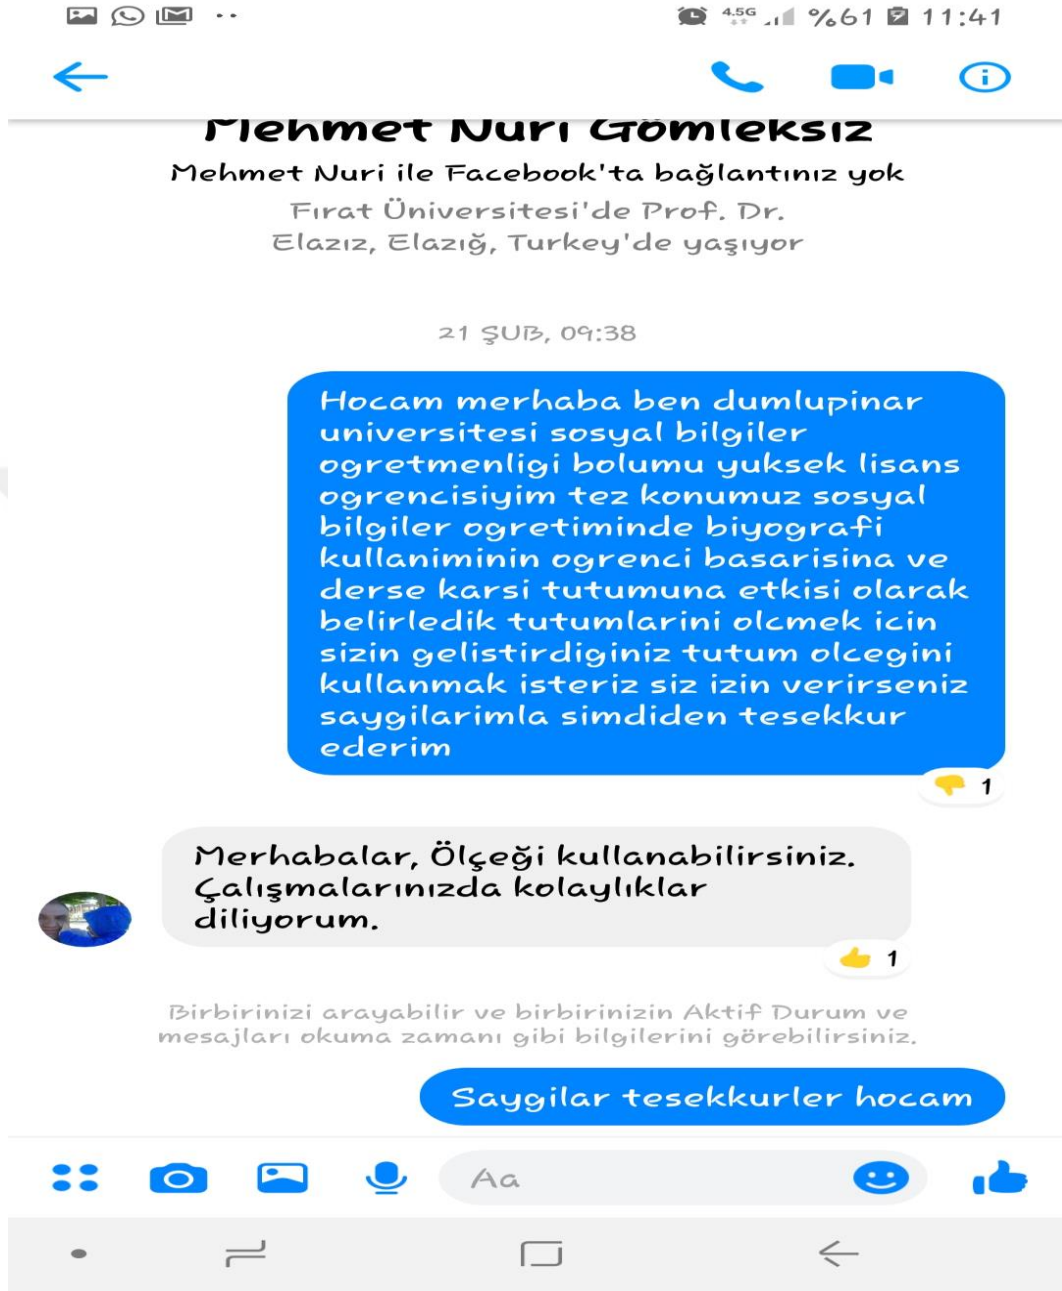 4.5G %61 11:41
Mehmet Nuri Gömleksiz
Mehmet Nuri ile Facebook'ta bağlantınız yok
Fırat Üniversitesi'de Prof. Dr.
Elazız, Elazığ, Turkey'de yaşıyor
21 ŞUB, 09:38
Hocam merhaba ben dumlupinar
universitesi sosyal bilgiler
ogretmenligi bolumu yuksek lisans
ogrencisiyim tez konumuz sosyal
bilgiler ogretiminde biyografi
kullaniminin ogrenci basarisina ve
derse karsi tutumuna etkisi olarak
belirledik tutumlarini olcmek icin
sizin gelistirdiginiz tutum olcegini
kullanmak isteriz siz izin verirseniz
saygilarimla simdiden tesekkur
ederim
1
Merhabalar, Ölçeği kullanabilirsiniz.
Çalışmalarınızda kolaylıklar
diliyorum.
1
Birbirinizi arayabilir ve birbirinizin Aktif Durum ve
mesajları okuma zamanı gibi bilgilerini görebilirsiniz.
Saygilar tesekkurler hocam
Aa